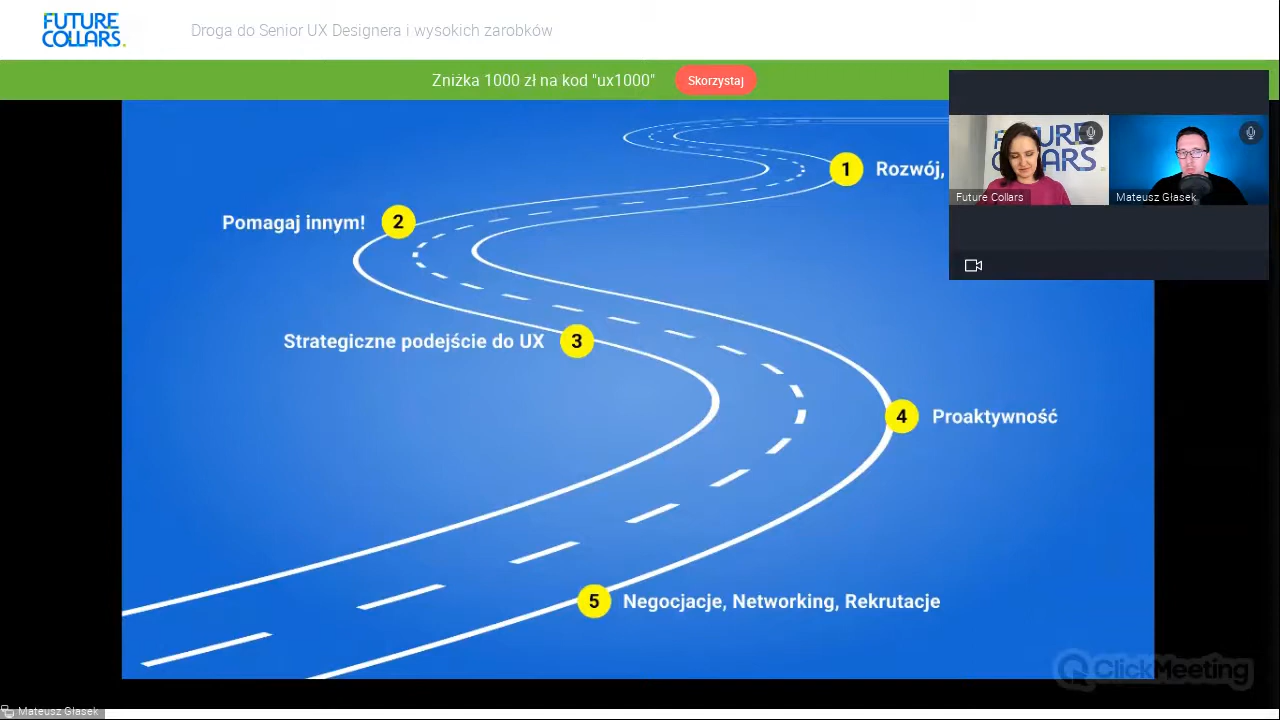 FUTURE
COLLARS.
Droga do Senior UX Designera i wysokich zarobków
Zniżka 1000 zł na kod "ux1000"
Skorzystaj
1
Rozwój,
Future Collars
Mateusz Głasek
Pomagaj innym!
2
Strategiczne podejście do UX
3
4
Proaktywność
5
Negocjacje, Networking, Rekrutacje
ClickMeeting
Mateusz Głasek